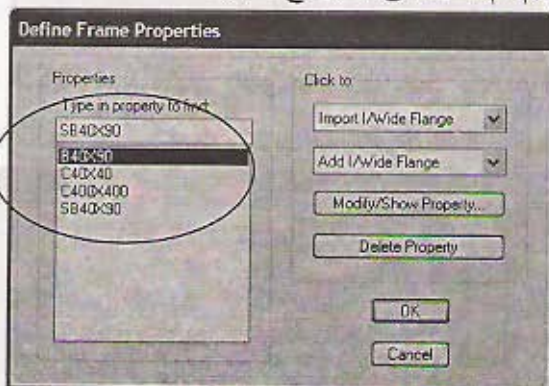 Define Frame Properties
Properties
Type in property to find:
SB40X90
B40X90
C40X40
C400X400
SB40X90
Click to:
Import I/Wide Flange
Add I/Wide Flange
Modify/Show Property...
Delete Property
OK
Cancel